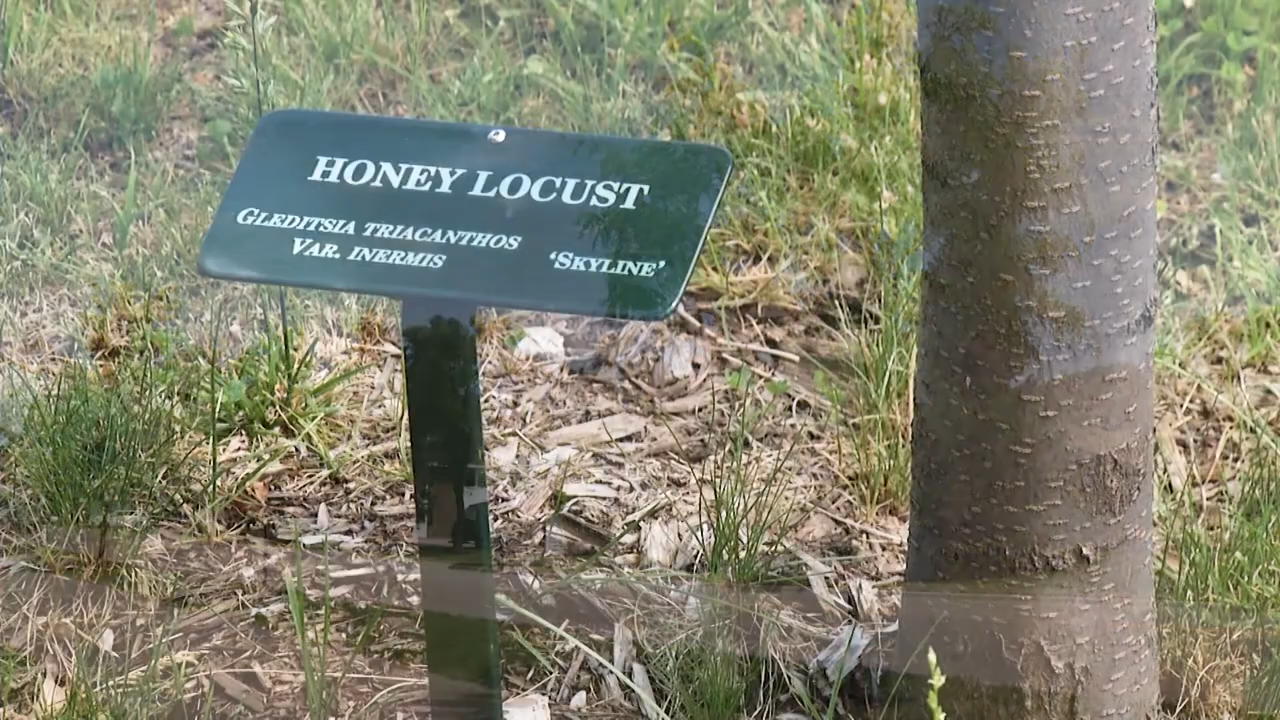 HONEY LOCUST
GLEDITSIA TRIACANTHOS
VAR. INERMIS ‘SKYLINE’